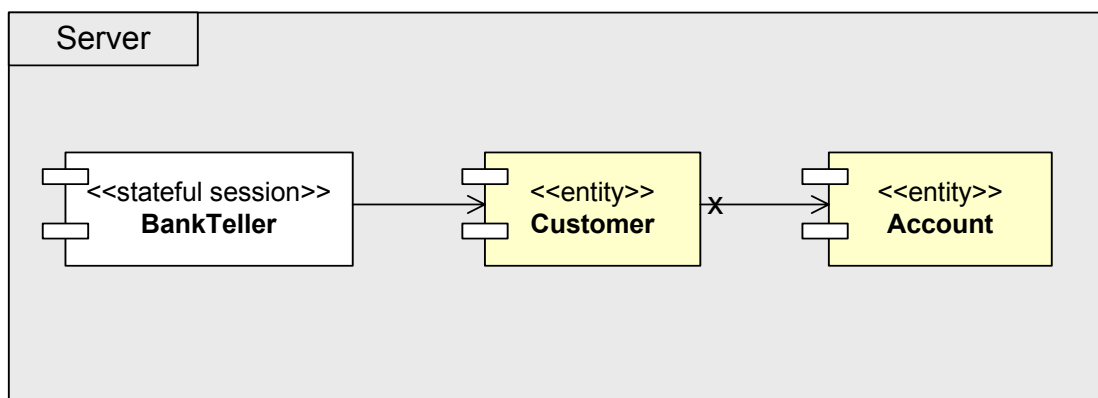 Server
<<stateful session>>
BankTeller
<<entity>>
Customer
x
<<entity>>
Account